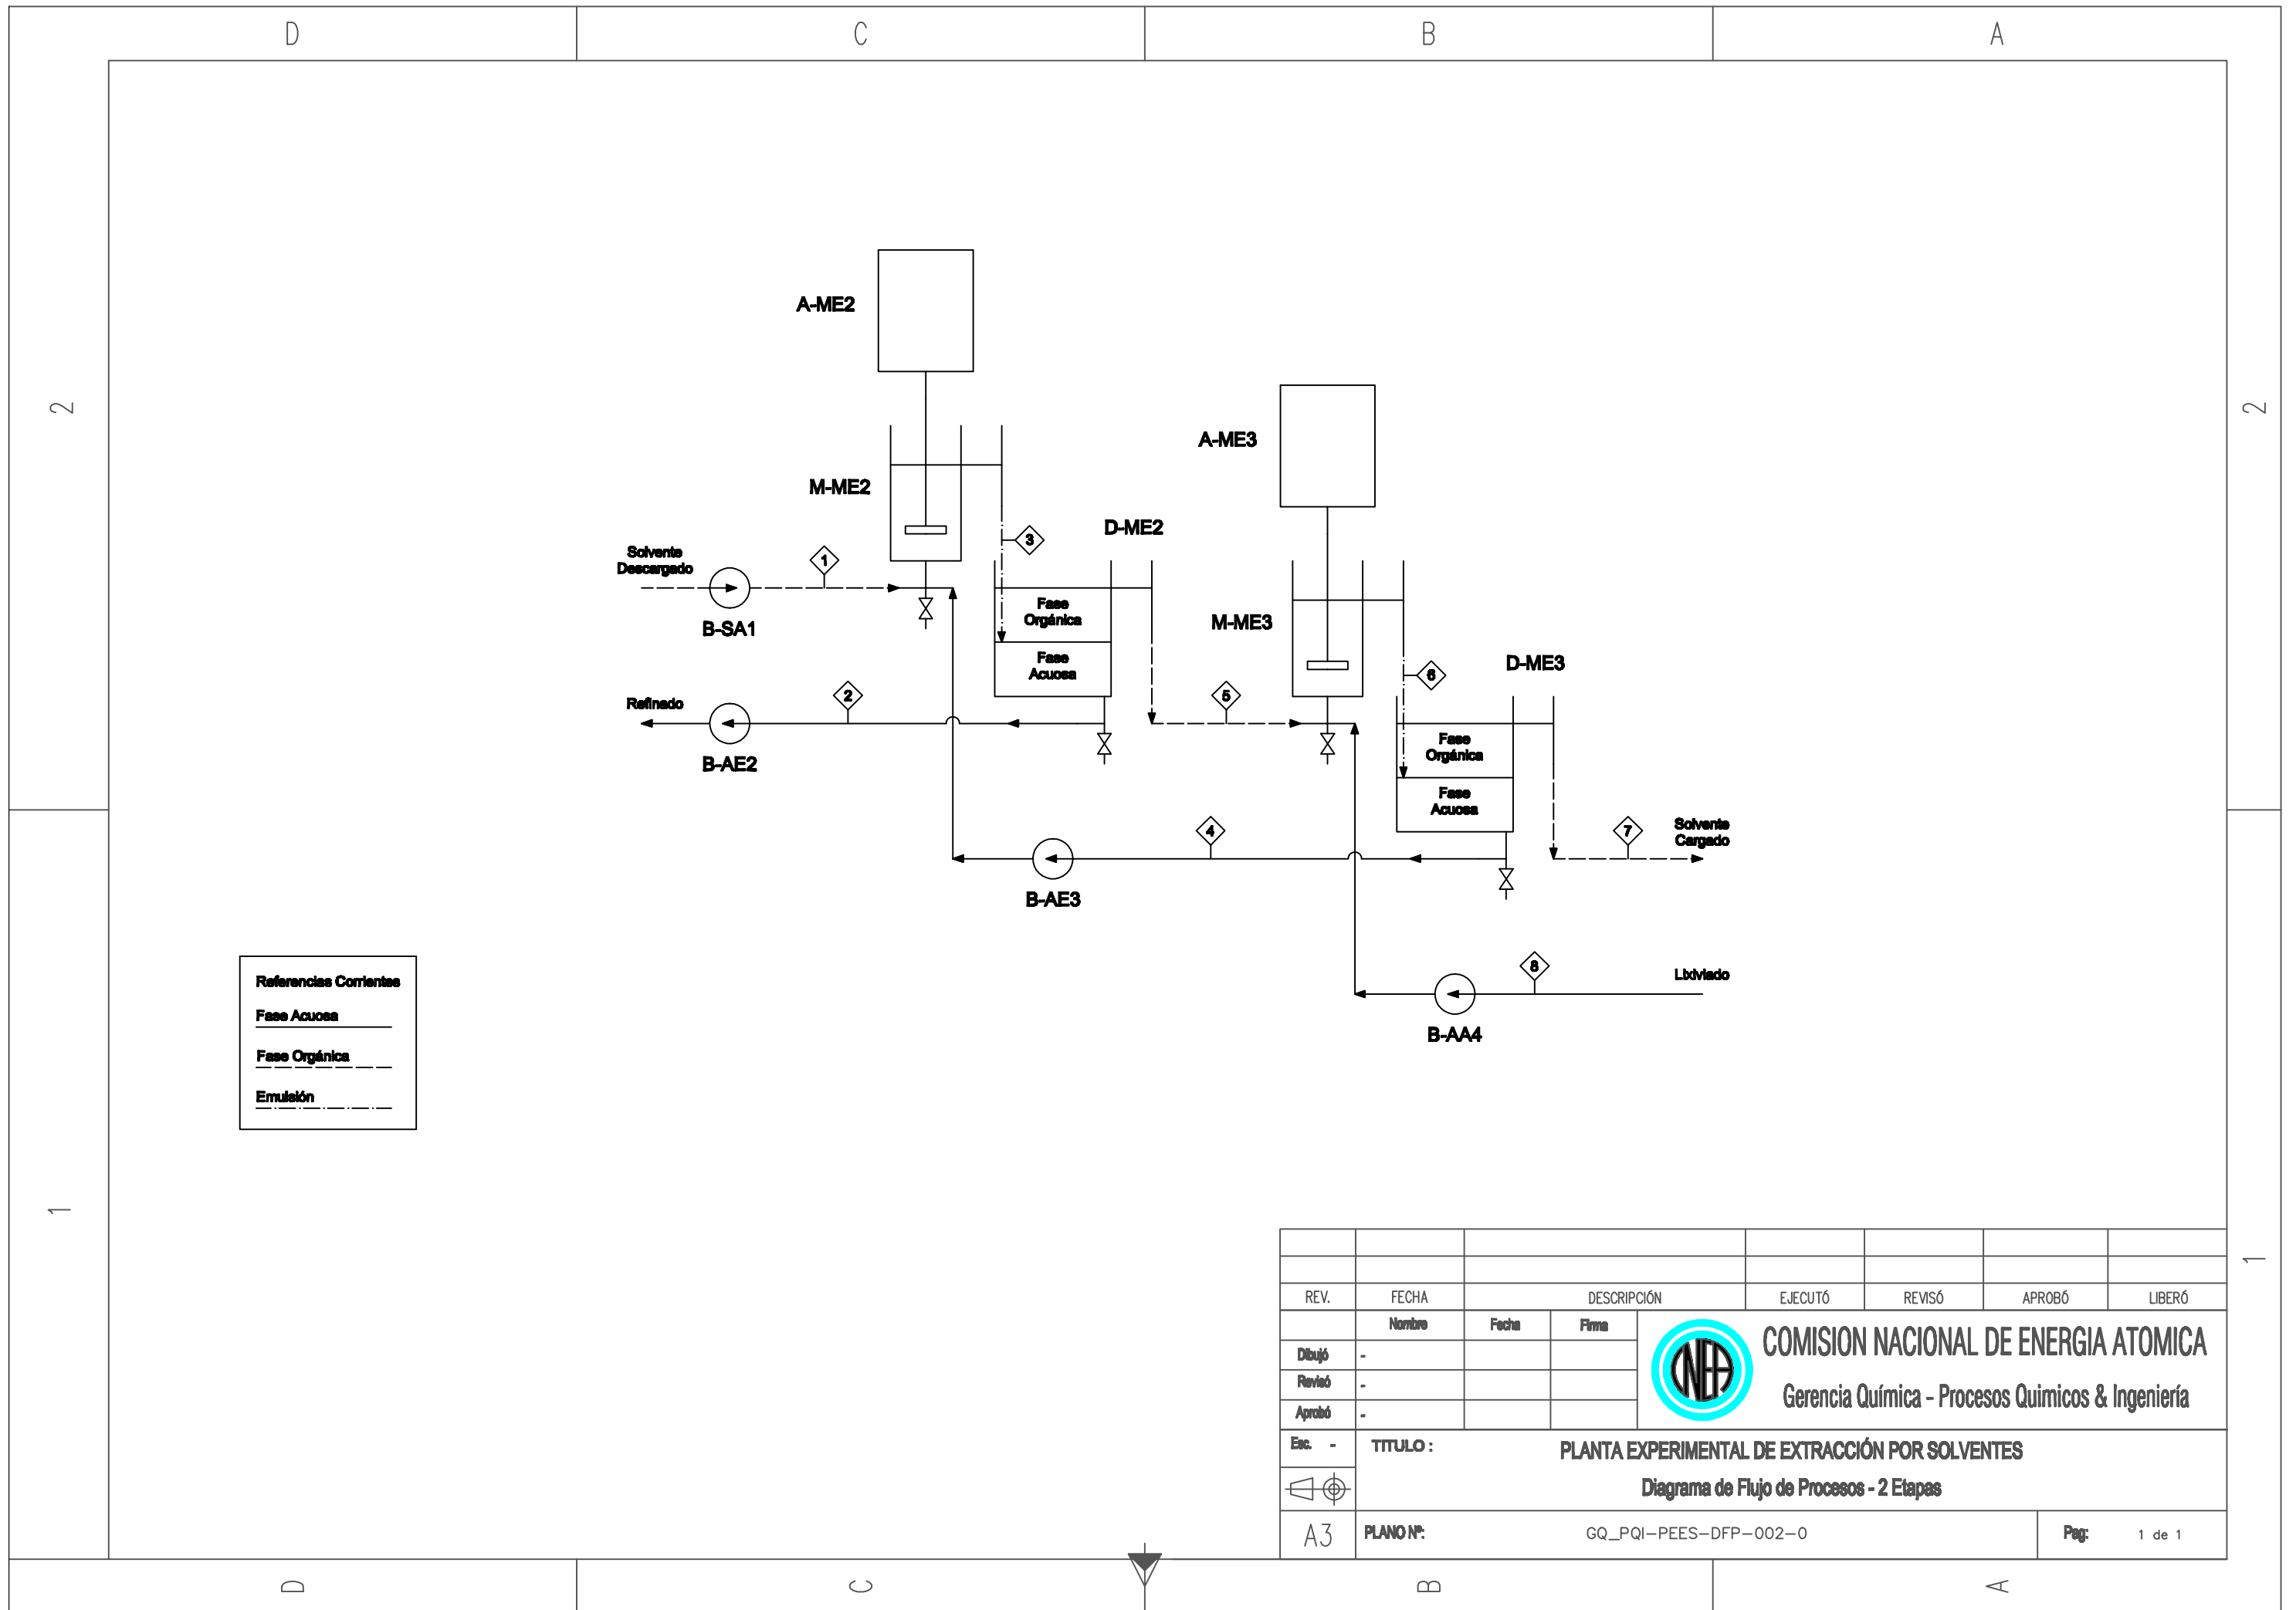 D C B A
2 2
A-ME2
A-ME3
M-ME2
D-ME2
3
Solvente
Descargado
1
B-SA1
Fase
Orgánica
Fase
Acuosa
M-ME3
D-ME3
6
Refinado
2
B-AE2
5
Fase
Orgánica
Fase
Acuosa
4
7
Solvente
Cargado
B-AE3
8
Lixiviado
B-AA4
Referencias Corrientes
Fase Acuosa
Fase Orgánica
Emulsión
1 1
REV. FECHA DESCRIPCIÓN EJECUTÓ REVISÓ APROBÓ LIBERÓ
Nombre Fecha Firma
Dibujó -
Revisó -
Aprobó -
CNEA
COMISION NACIONAL DE ENERGIA ATOMICA
Gerencia Química - Procesos Quimicos & Ingeniería
Esc. -
TITULO :
PLANTA EXPERIMENTAL DE EXTRACCIÓN POR SOLVENTES
Diagrama de Flujo de Procesos - 2 Etapas
A3
PLANO Nº: GQ_PQI-PEES-DFP-002-0
Pag: 1 de 1
D C B A